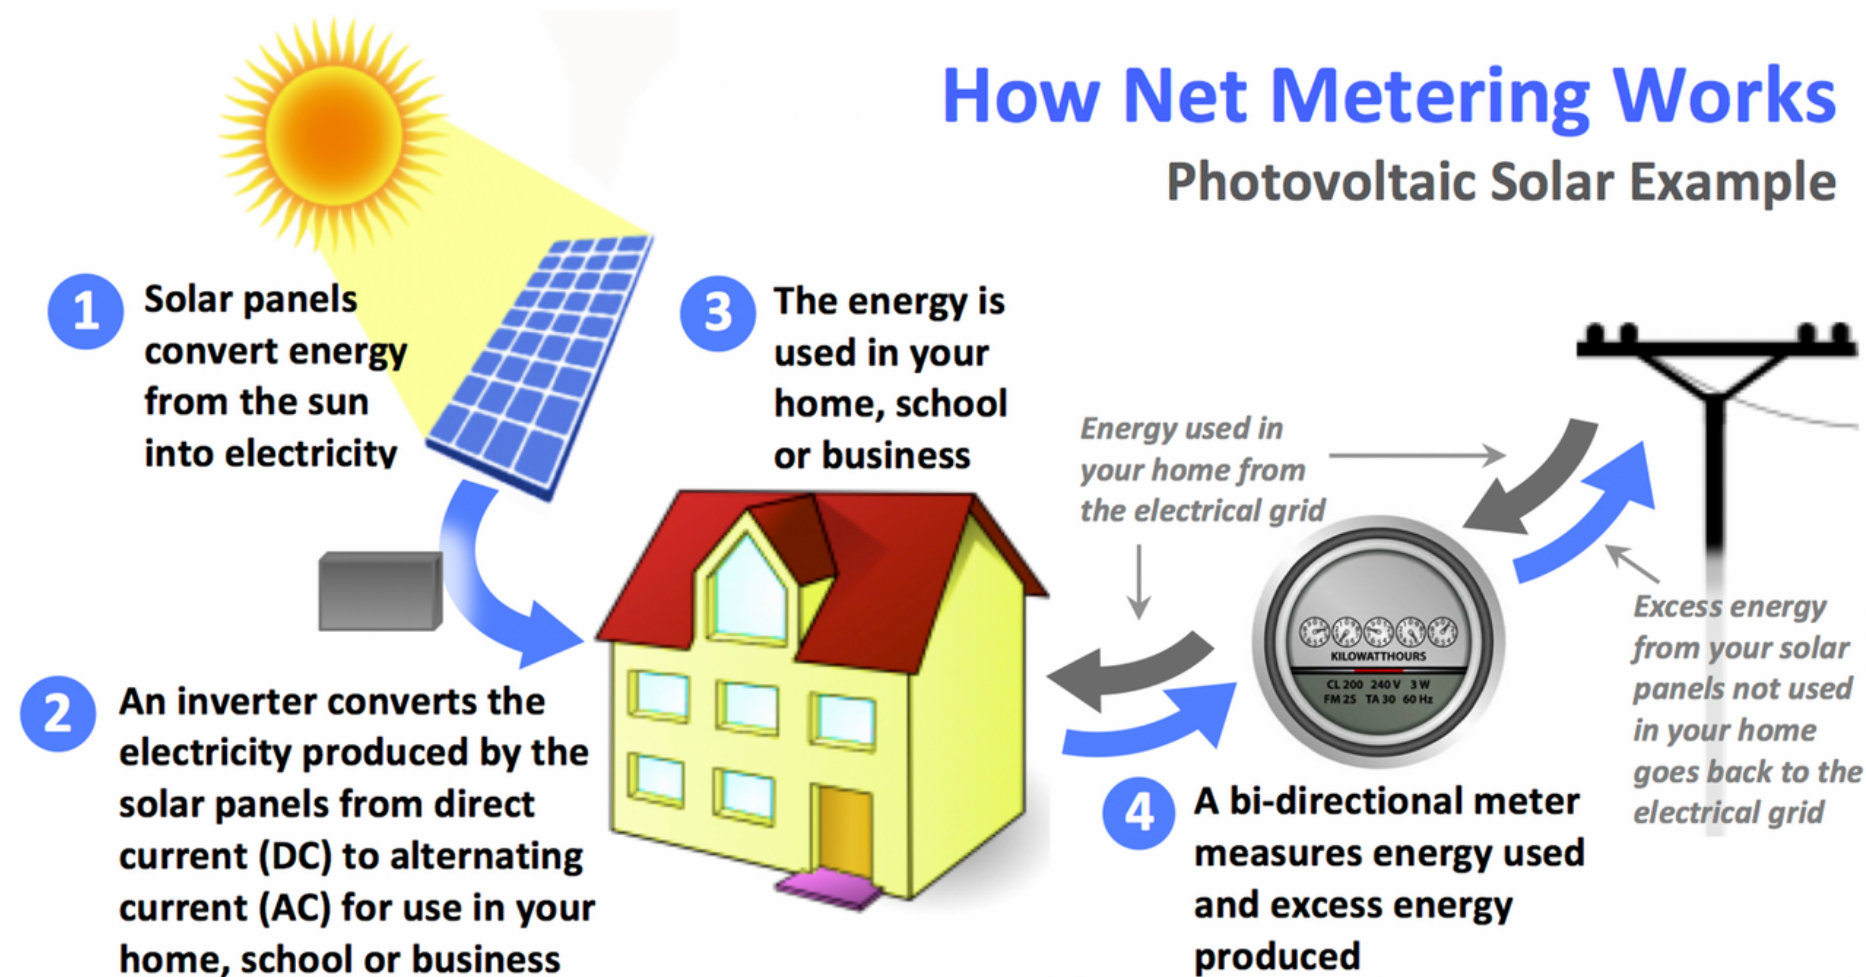 How Net Metering Works
Photovoltaic Solar Example
1
Solar panels
convert energy
from the sun
into electricity
2
An inverter converts the
electricity produced by the
solar panels from direct
current (DC) to alternating
current (AC) for use in your
home, school or business
3
The energy is
used in your
home, school
or business
Energy used in
your home from
the electrical grid
KILOWATTHOURS
CL 200 240 V 3 W
FM 2S TA 30 60 Hz
Excess energy
from your solar
panels not used
in your home
goes back to the
electrical grid
4
A bi-directional meter
measures energy used
and excess energy
produced